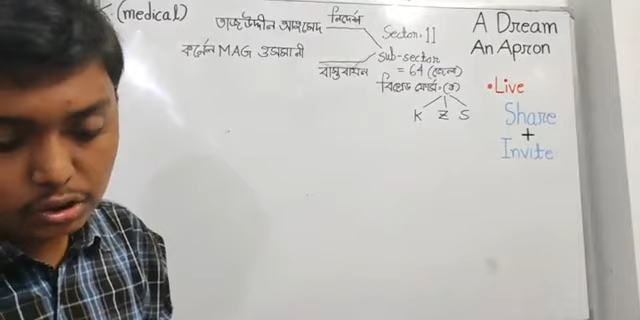 (medical)
তাজউদ্দীন আহমেদ নির্দেশ
Sector-11
কর্নেল MAG ওসমানী
Sub-sector
বাস্তবায়ন
= 64 (জেলা)
বিগ্রেড ফোর্স-(৩)
K Z S
A Dream
An Apron
• Live
Share
+
Invite